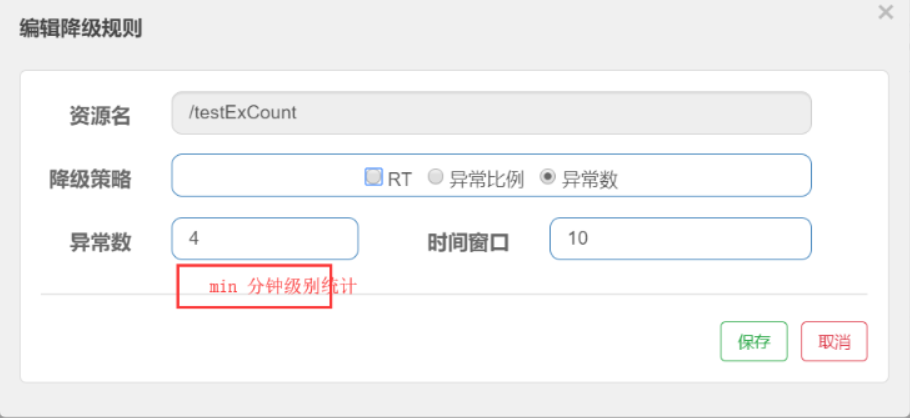 编辑降级规则 ×
资源名 /testExCount
降级策略 RT 异常比例 异常数
异常数 4 时间窗口 10
min 分钟级别统计
保存 取消